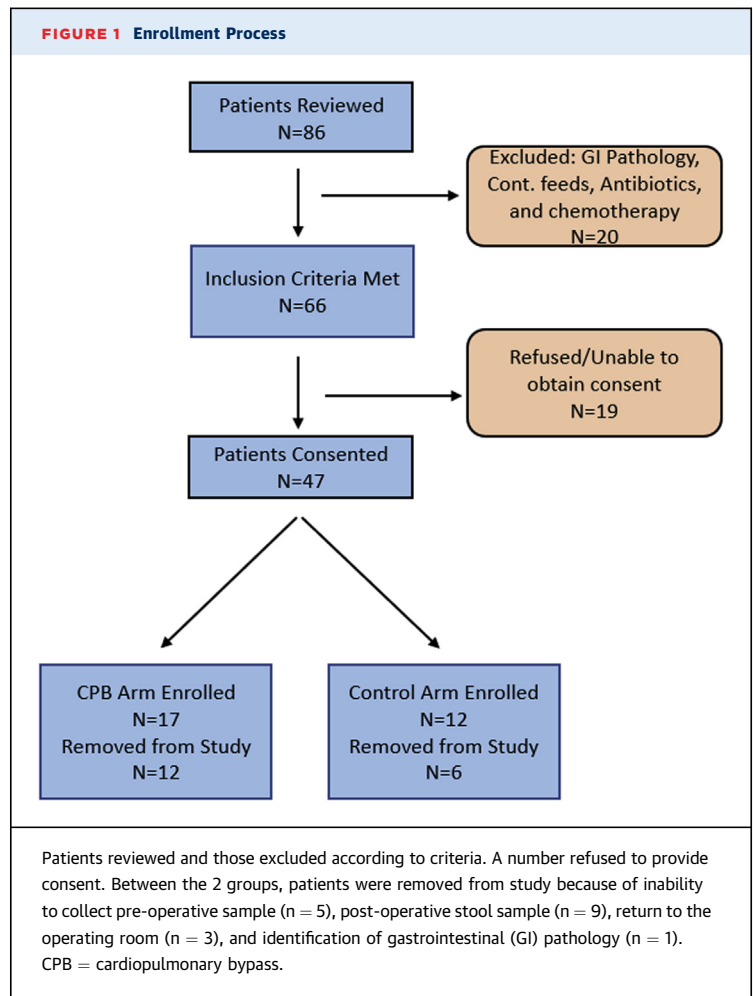 FIGURE 1 Enrollment Process
Patients Reviewed
N=86
Excluded: GI Pathology,
Cont. feeds, Antibiotics,
and chemotherapy
N=20
Inclusion Criteria Met
N=66
Refused/Unable to
obtain consent
N=19
Patients Consented
N=47
CPB Arm Enrolled
N=17
Removed from Study
N=12
Control Arm Enrolled
N=12
Removed from Study
N=6
Patients reviewed and those excluded according to criteria. A number refused to provide
consent. Between the 2 groups, patients were removed from study because of inability
to collect pre-operative sample (n = 5), post-operative stool sample (n = 9), return to the
operating room (n = 3), and identification of gastrointestinal (GI) pathology (n = 1).
CPB = cardiopulmonary bypass.